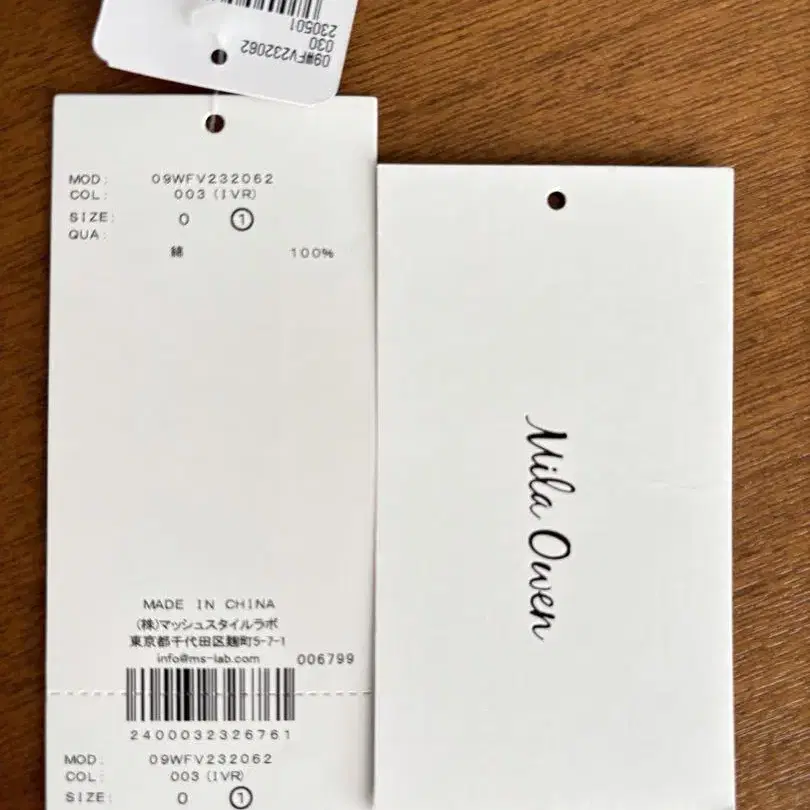 09WFV232062
030
230501
MOD: 09WFV232062
COL: 003 (IVR)
SIZE: 0 ①
QUA:
綿 100%
MADE IN CHINA
(株)マッシュスタイルラボ
東京都千代田区麹町5-7-1
info@ms-lab.com 006799
2400032326761
MOD: 09WFV232062
COL: 003 (IVR)
SIZE: 0 ①
Mila Owen